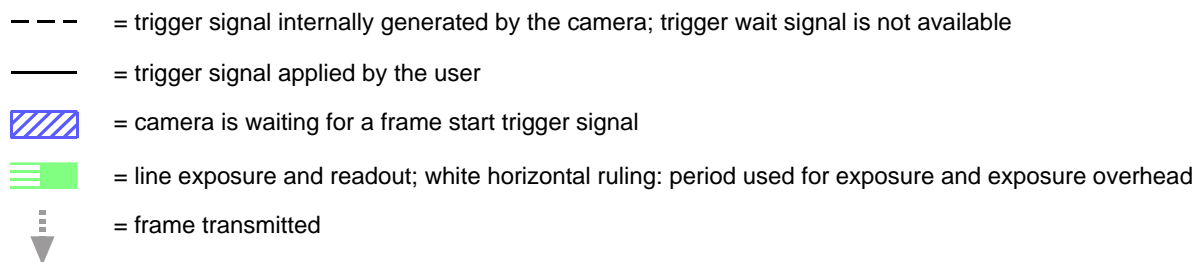 = trigger signal internally generated by the camera; trigger wait signal is not available
= trigger signal applied by the user
= camera is waiting for a frame start trigger signal
= line exposure and readout; white horizontal ruling: period used for exposure and exposure overhead
= frame transmitted